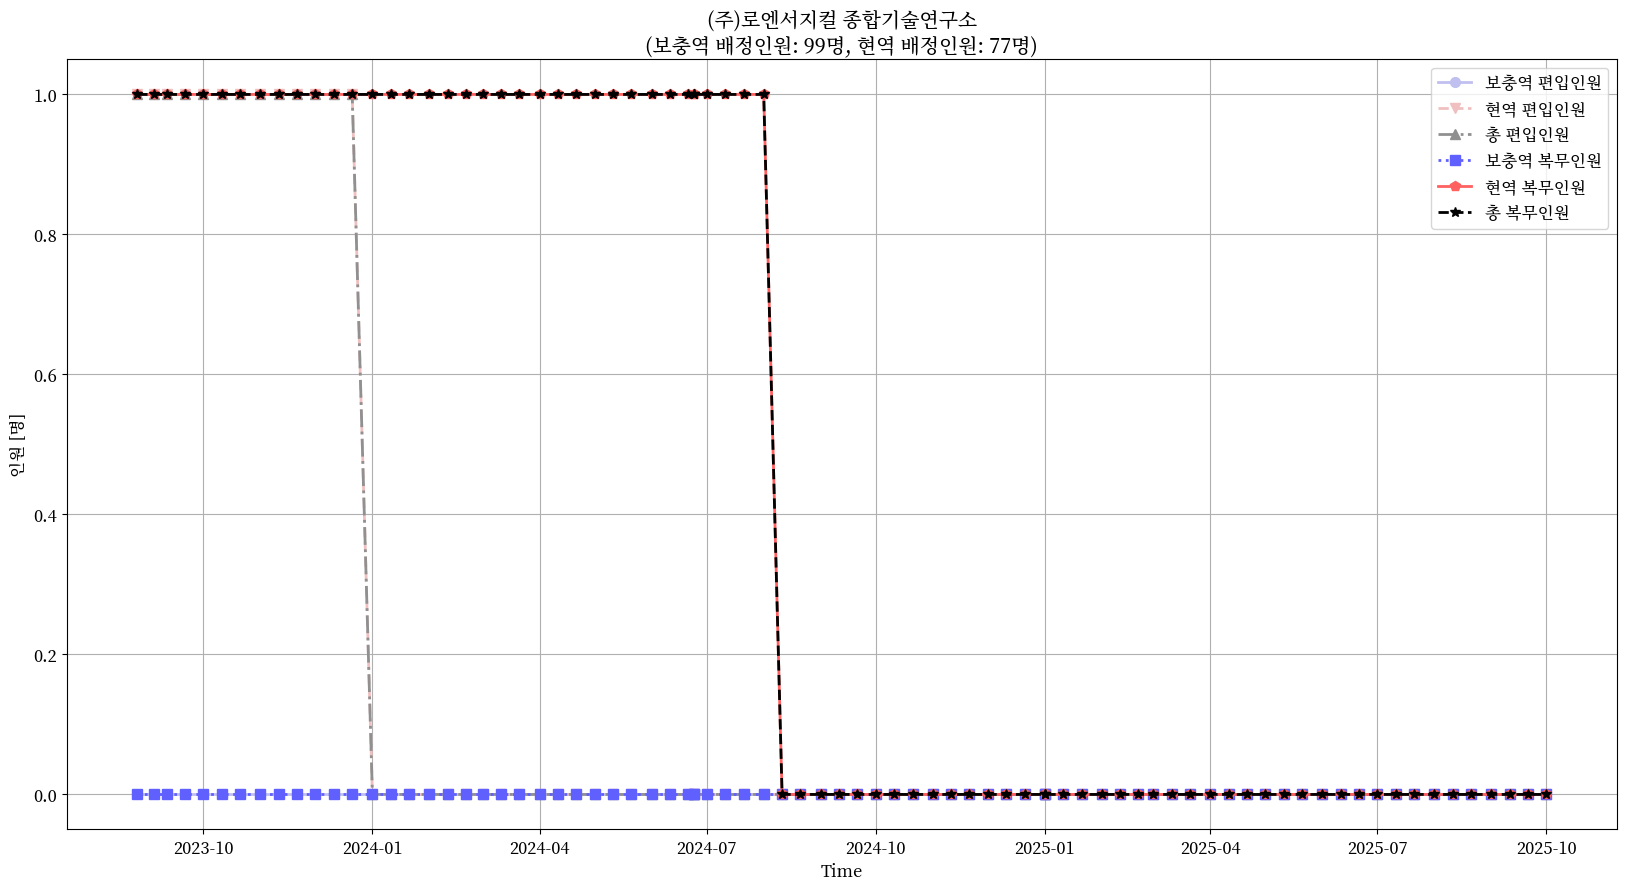 (주)로엔서지컬 종합기술연구소
(보충역 배정인원: 99명, 현역 배정인원: 77명)
보충역 편입인원
현역 편입인원
총 편입인원
보충역 복무인원
현역 복무인원
총 복무인원
인원 [명]
1.0
0.8
0.6
0.4
0.2
0.0
2023-10
2024-01
2024-04
2024-07
2024-10
2025-01
2025-04
2025-07
2025-10
Time